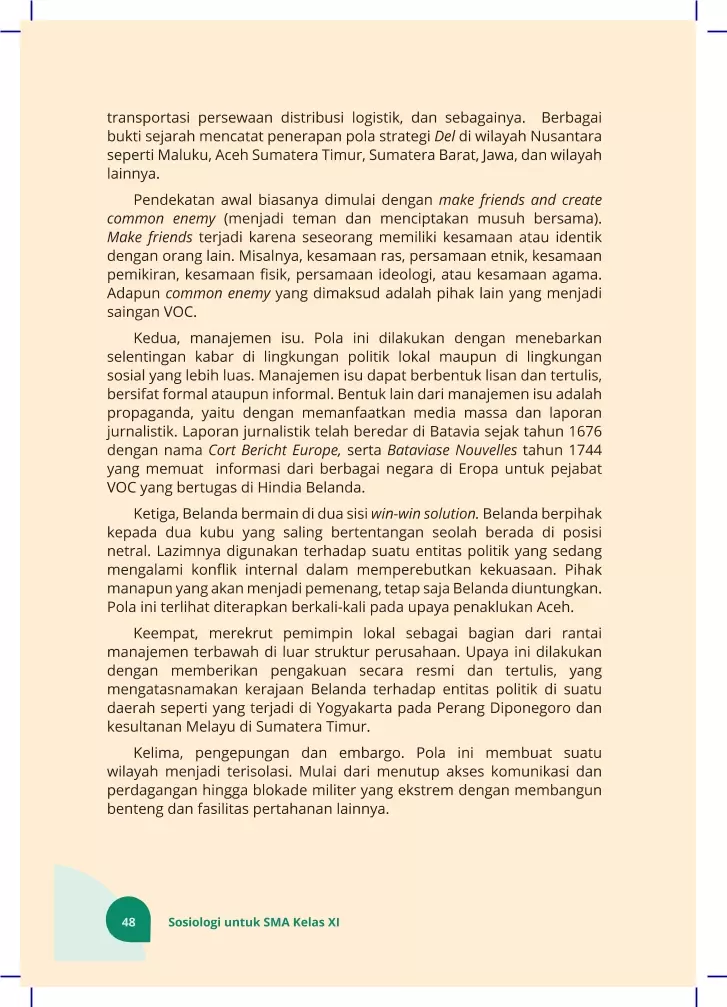 transportasi persewaan distribusi logistik, dan sebagainya. Berbagai
bukti sejarah mencatat penerapan pola strategi Del di wilayah Nusantara
seperti Maluku, Aceh Sumatera Timur, Sumatera Barat, Jawa, dan wilayah
lainnya.
Pendekatan awal biasanya dimulai dengan make friends and create
common enemy (menjadi teman dan menciptakan musuh bersama).
Make friends terjadi karena seseorang memiliki kesamaan atau identik
dengan orang lain. Misalnya, kesamaan ras, persamaan etnik, kesamaan
pemikiran, kesamaan fisik, persamaan ideologi, atau kesamaan agama.
Adapun common enemy yang dimaksud adalah pihak lain yang menjadi
saingan VOC.
Kedua, manajemen isu. Pola ini dilakukan dengan menebarkan
selentingan kabar di lingkungan politik lokal maupun di lingkungan
sosial yang lebih luas. Manajemen isu dapat berbentuk lisan dan tertulis,
bersifat formal ataupun informal. Bentuk lain dari manajemen isu adalah
propaganda, yaitu dengan memanfaatkan media massa dan laporan
jurnalistik. Laporan jurnalistik telah beredar di Batavia sejak tahun 1676
dengan nama Cort Bericht Europe, serta Bataviase Nouvelles tahun 1744
yang memuat informasi dari berbagai negara di Eropa untuk pejabat
VOC yang bertugas di Hindia Belanda.
Ketiga, Belanda bermain di dua sisi win-win solution. Belanda berpihak
kepada dua kubu yang saling bertentangan seolah berada di posisi
netral. Lazimnya digunakan terhadap suatu entitas politik yang sedang
mengalami konflik internal dalam memperebutkan kekuasaan. Pihak
manapun yang akan menjadi pemenang, tetap saja Belanda diuntungkan.
Pola ini terlihat diterapkan berkali-kali pada upaya penaklukan Aceh.
Keempat, merekrut pemimpin lokal sebagai bagian dari rantai
manajemen terbawah di luar struktur perusahaan. Upaya ini dilakukan
dengan memberikan pengakuan secara resmi dan tertulis, yang
mengatasnamakan kerajaan Belanda terhadap entitas politik di suatu
daerah seperti yang terjadi di Yogyakarta pada Perang Diponegoro dan
kesultanan Melayu di Sumatera Timur.
Kelima, pengepungan dan embargo. Pola ini membuat suatu
wilayah menjadi terisolasi. Mulai dari menutup akses komunikasi dan
perdagangan hingga blokade militer yang ekstrem dengan membangun
benteng dan fasilitas pertahanan lainnya.
48 Sosiologi untuk SMA Kelas XI